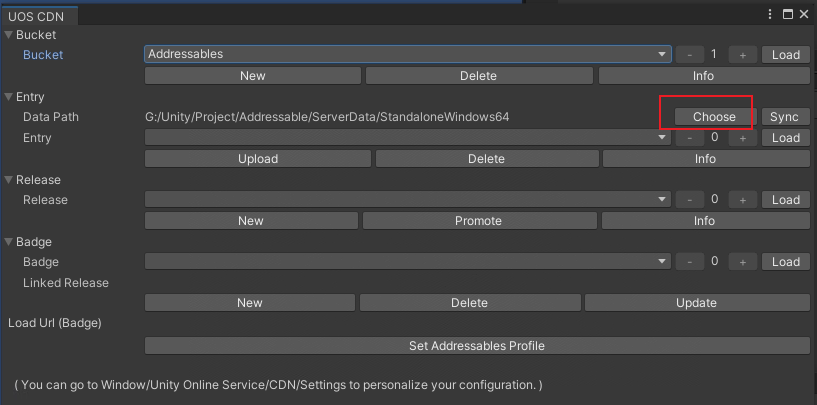 UOS CDN
Bucket
Bucket Addressables - 1 + Load
New Delete Info
Entry
Data Path G:/Unity/Project/Addressable/ServerData/StandaloneWindows64 Choose Sync
Entry - 0 + Load
Upload Delete Info
Release
Release - 0 + Load
New Promote Info
Badge
Badge - 0 + Load
Linked Release
New Delete Update
Load Url (Badge)
Set Addressables Profile
( You can go to Window/Unity Online Service/CDN/Settings to personalize your configuration. )